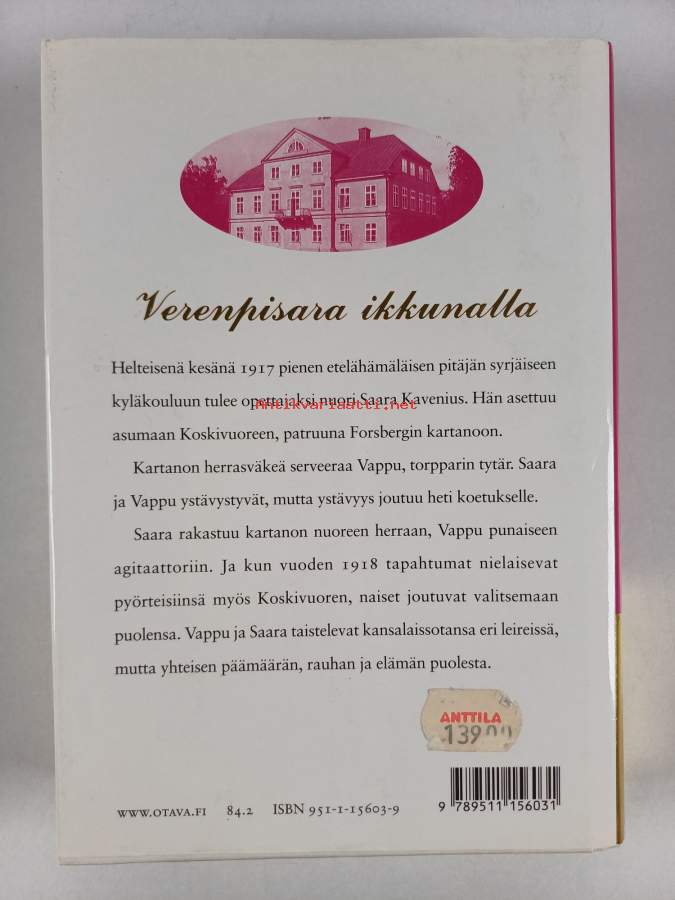 Verenpisara ikkunalla
Helteisenä kesänä 1917 pienen etelähämäläisen pitäjän syrjäiseen
kyläkouluun tulee opettajaksi nuori Saara Kavenius. Hän asettuu
Antikvariaatti.net
asumaan Koskivuoreen, patruuna Forsbergin kartanoon.
Kartanon herrasväkeä serveeraa Vappu, torpparin tytär. Saara
ja Vappu ystävystyvät, mutta ystävyys joutuu heti koetukselle.
Saara rakastuu kartanon nuoreen herraan, Vappu punaiseen
agitaattoriin. Ja kun vuoden 1918 tapahtumat nielaisevat
pyörteisiinsä myös Koskivuoren, naiset joutuvat valitsemaan
puolensa. Vappu ja Saara taistelevat kansalaissotansa eri leireissä,
mutta yhteisen päämäärän, rauhan ja elämän puolesta.
ANTTILA
139
WWW.OTAVA.FI 84.2 ISBN 951-1-15603-9
9 789511 156031